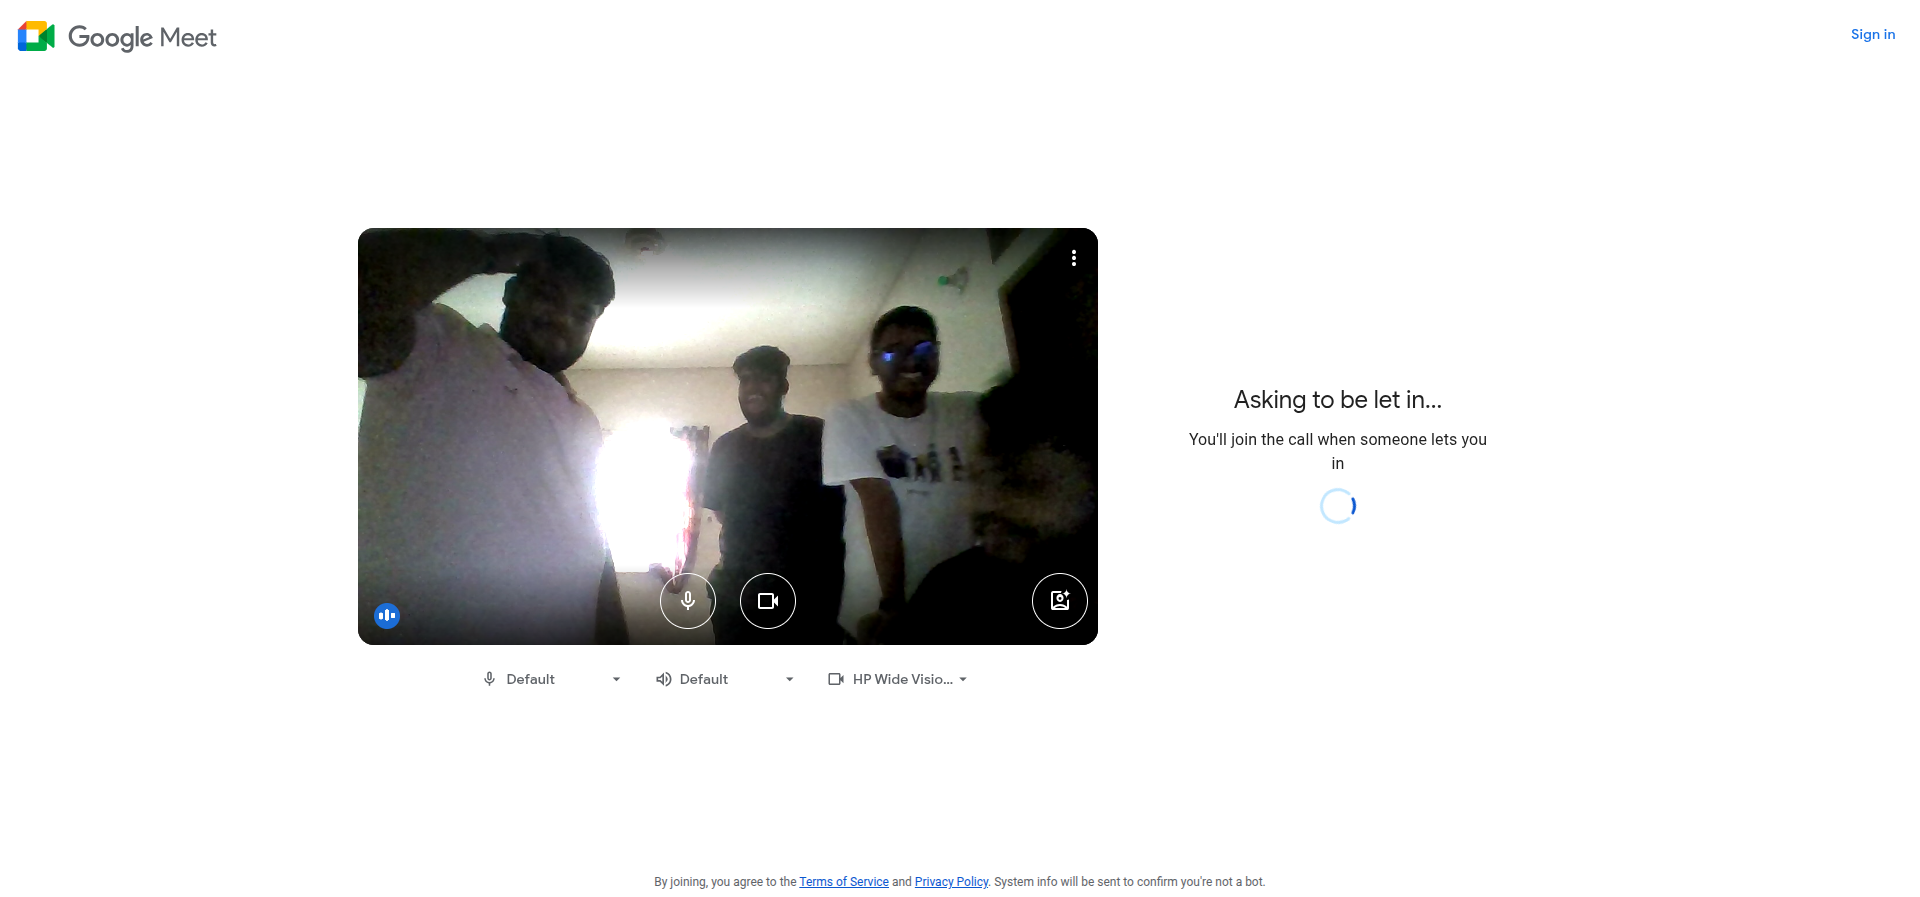 Google Meet
Sign in
Asking to be let in...
You'll join the call when someone lets you
in
Default
Default
HP Wide Visio...
By joining, you agree to the Terms of Service and Privacy Policy. System info will be sent to confirm you're not a bot.